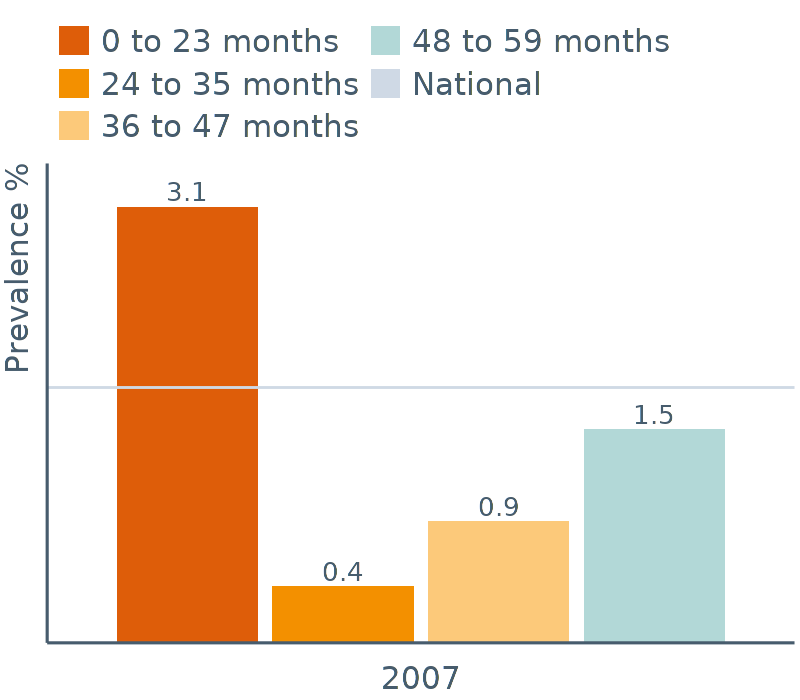 0 to 23 months
24 to 35 months
36 to 47 months
48 to 59 months
National
Prevalence %
3.1
0.4
0.9
1.5
2007